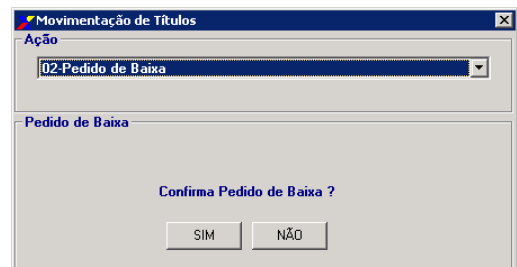 Movimentação de Títulos
Ação
02-Pedido de Baixa
Pedido de Baixa
Confirma Pedido de Baixa ?
SIM NÃO